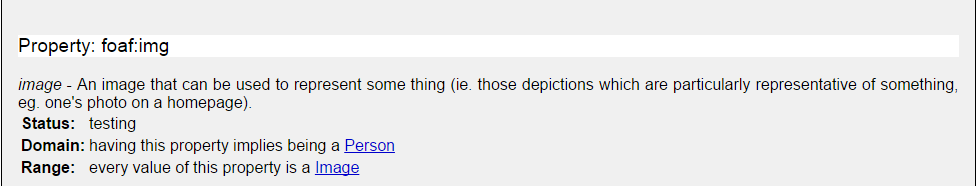 Property: foaf:img
image - An image that can be used to represent some thing (ie. those depictions which are particularly representative of something,
eg. one's photo on a homepage).
Status: testing
Domain: having this property implies being a Person
Range: every value of this property is a Image